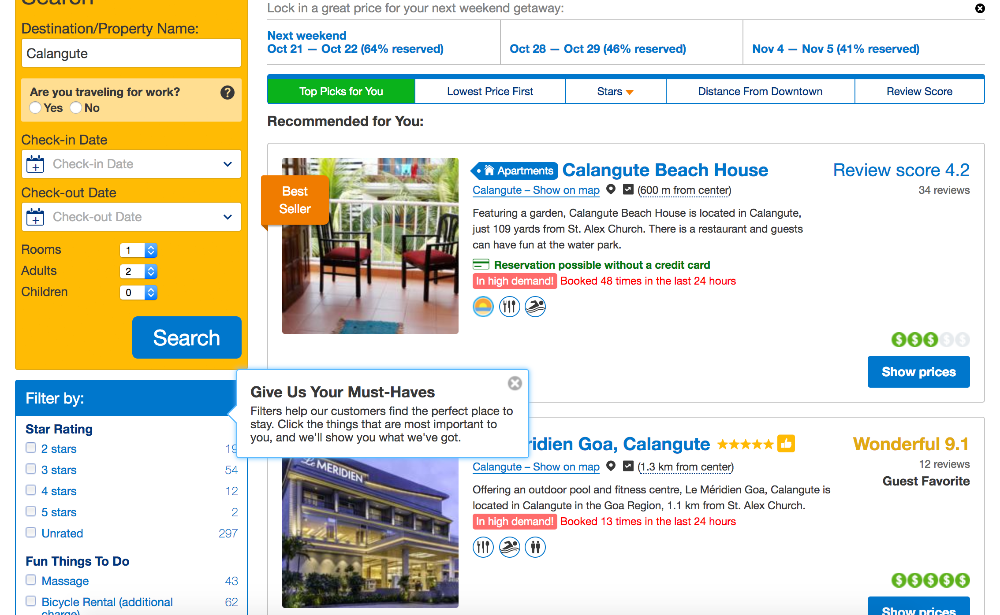 Search
Destination/Property Name:
Calangute
Are you traveling for work?
?
Yes No
Check-in Date
Check-in Date
Check-out Date
Check-out Date
Rooms 1
Adults 2
Children 0
Search
Filter by:
Star Rating
2 stars 19
3 stars 54
4 stars 12
5 stars 2
Unrated 297
Fun Things To Do
Massage 43
Bicycle Rental (additional 62
charge)
Lock in a great price for your next weekend getaway:
Next weekend
Oct 21 — Oct 22 (64% reserved)
Oct 28 — Oct 29 (46% reserved)
Nov 4 — Nov 5 (41% reserved)
Top Picks for You
Lowest Price First
Stars
Distance From Downtown
Review Score
Recommended for You:
Best
Seller
Apartments Calangute Beach House
Calangute – Show on map (600 m from center)
Featuring a garden, Calangute Beach House is located in Calangute,
just 109 yards from St. Alex Church. There is a restaurant and guests
can have fun at the water park.
Reservation possible without a credit card
In high demand! Booked 48 times in the last 24 hours
Review score 4.2
34 reviews
$ $ $ $ $
Show prices
Give Us Your Must-Haves
Filters help our customers find the perfect place to
stay. Click the things that are most important to
you, and we'll show you what we've got.
ridien Goa, Calangute
Le MERIDIEN
Calangute – Show on map (1.3 km from center)
Offering an outdoor pool and fitness centre, Le Méridien Goa, Calangute is
located in Calangute in the Goa Region, 1.1 km from St. Alex Church.
In high demand! Booked 13 times in the last 24 hours
Wonderful 9.1
12 reviews
Guest Favorite
$ $ $ $ $
Show prices